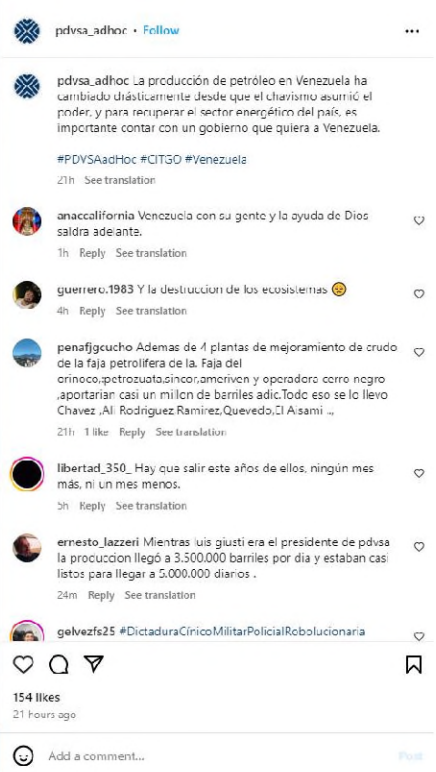 pdvsa_adhoc • Follow
pdvsa_adhoc La producción de petróleo en Venezuela ha
cambiado drásticamente desde que el chavismo asumió el
poder, y para recuperar el sector energético del país, es
importante contar con un gobierno que quiera a Venezuela.
#PDVSAadHoc #CITGO #Venezuela
21h See translation
anaccalifornia Venezuela con su gente y la ayuda de Dios
saldra adelante.
1h Reply See translation
guerrero.1983 Y la destruccion de los ecosistemas 😥
4h Reply See translation
penafjgcucho Ademas de 4 plantas de mejoramiento de crudo
de la faja petrolifera de la. Faja del
orinoco,:petrozuata,sincor,ameriven y operadora cerro negro
,aportarian casi un millon de barriles adic.Todo eso se lo llevo
Chavez ,Ali Rodriguez,Ramirez,Quevedo,El Aisami ..,
21h 1 like Reply See translation
libertad_350_ Hay que salir este años de ellos, ningún mes
más, ni un mes menos.
5h Reply See translation
ernesto_lazzeri Mientras luis giusti era el presidente de pdvsa
la produccion llegó a 3.500.000 barriles por dia y estaban casi
listos para llegar a 5.000.000 diarios .
24m Reply See translation
gelvezfs25 #DictaduraCínicoMilitarPolicialRobolucionaria
154 likes
21 hours ago
Add a comment...
Post